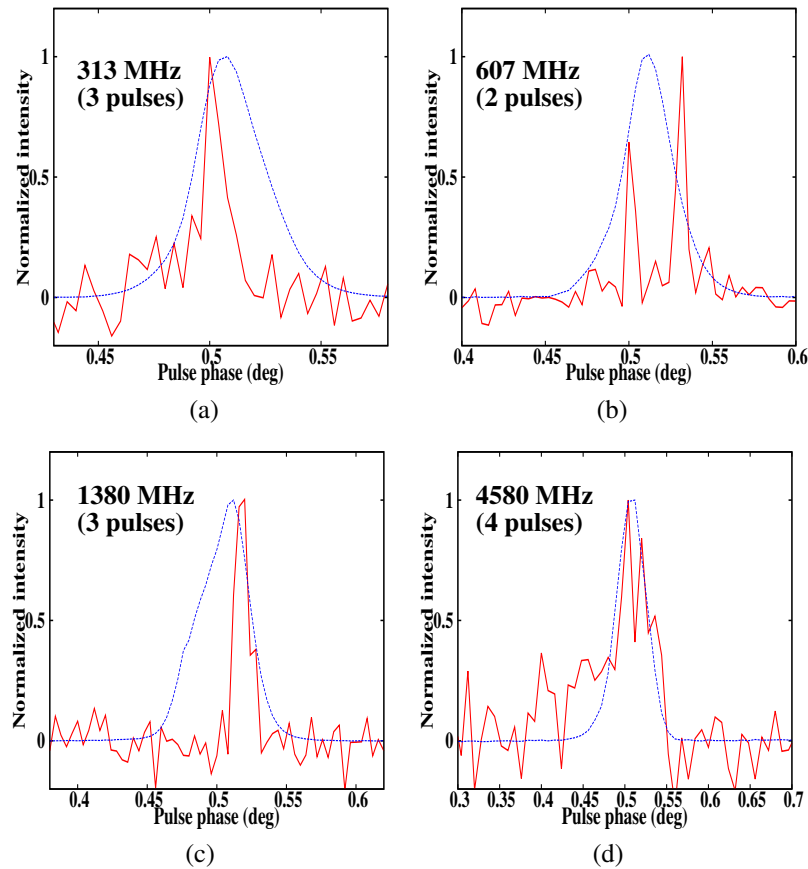 313 MHz
(3 pulses)
Normalized intensity
1
0.5
0
0.45 0.5 0.55
Pulse phase (deg)
(a)
607 MHz
(2 pulses)
Normalized intensity
1
0.5
0
0.4 0.45 0.5 0.55 0.6
Pulse phase (deg)
(b)
1380 MHz
(3 pulses)
Normalized intensity
1
0.5
0
0.4 0.45 0.5 0.55 0.6
Pulse phase (deg)
(c)
4580 MHz
(4 pulses)
Normalized intensity
1
0.5
0
0.3 0.35 0.4 0.45 0.5 0.55 0.6 0.65 0.7
Pulse phase (deg)
(d)